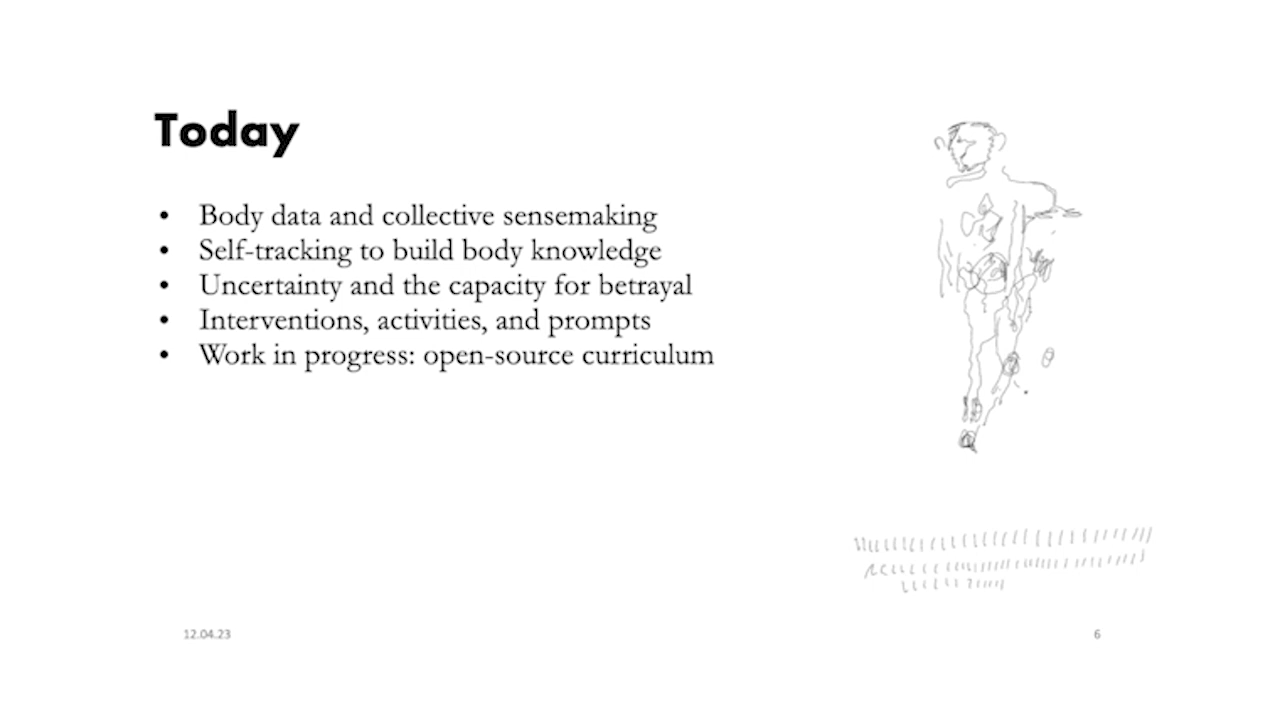 Today
• Body data and collective sensemaking
• Self-tracking to build body knowledge
• Uncertainty and the capacity for betrayal
• Interventions, activities, and prompts
• Work in progress: open-source curriculum
12.04.23
6